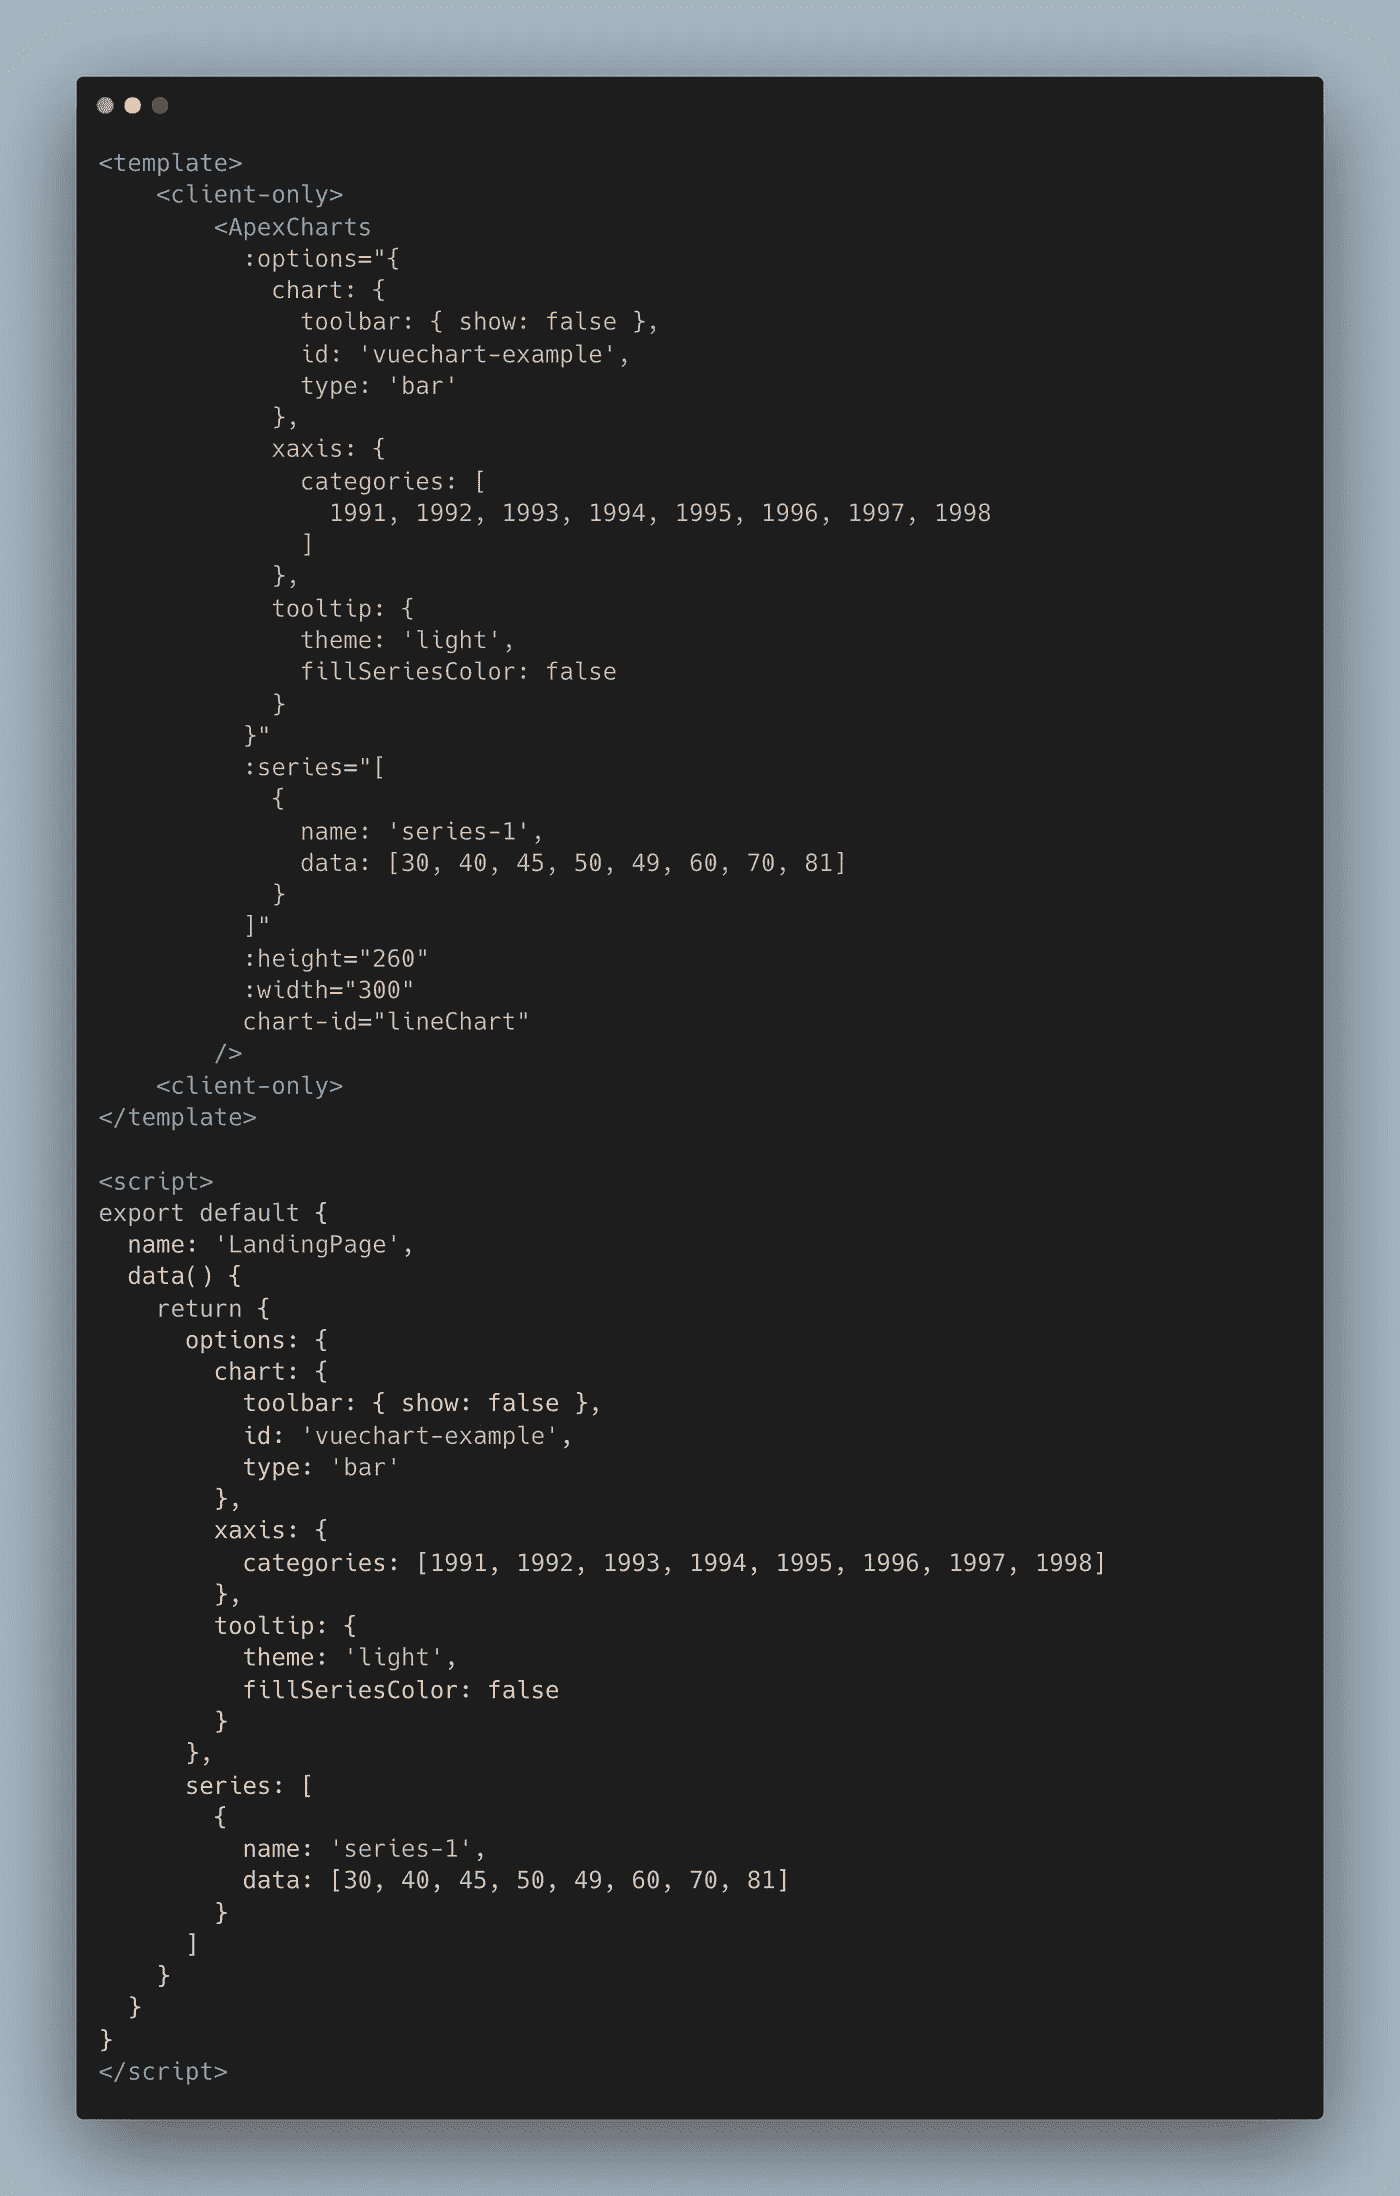 <template>
    <client-only>
        <ApexCharts
          :options="{
            chart: {
              toolbar: { show: false },
              id: 'vuechart-example',
              type: 'bar'
            },
            xaxis: {
              categories: [
                1991, 1992, 1993, 1994, 1995, 1996, 1997, 1998
              ]
            },
            tooltip: {
              theme: 'light',
              fillSeriesColor: false
            }
          }"
          :series="[
            {
              name: 'series-1',
              data: [30, 40, 45, 50, 49, 60, 70, 81]
            }
          ]"
          :height="260"
          :width="300"
          chart-id="lineChart"
        />
    <client-only>
</template>

<script>
export default {
  name: 'LandingPage',
  data() {
    return {
      options: {
        chart: {
          toolbar: { show: false },
          id: 'vuechart-example',
          type: 'bar'
        },
        xaxis: {
          categories: [1991, 1992, 1993, 1994, 1995, 1996, 1997, 1998]
        },
        tooltip: {
          theme: 'light',
          fillSeriesColor: false
        }
      },
      series: [
        {
          name: 'series-1',
          data: [30, 40, 45, 50, 49, 60, 70, 81]
        }
      ]
    }
  }
}
</script>